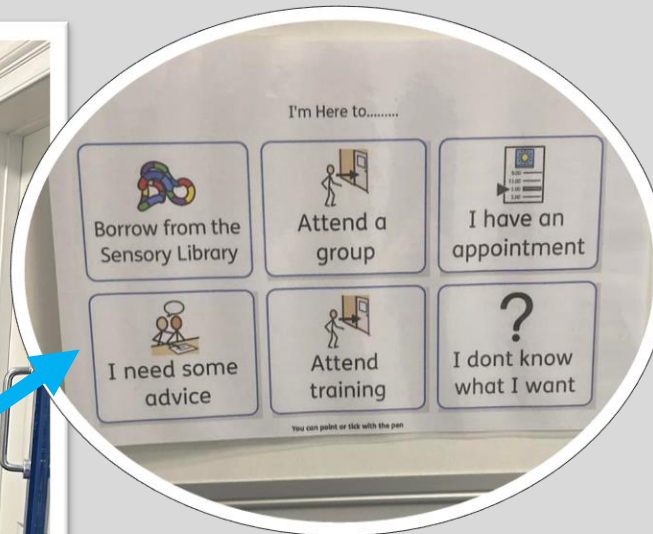 I'm Here to.........
Borrow from the
Sensory Library
Attend a
group
I have an
appointment
I need some
advice
Attend
training
?
I dont know
what I want
You can point or tick with the pen